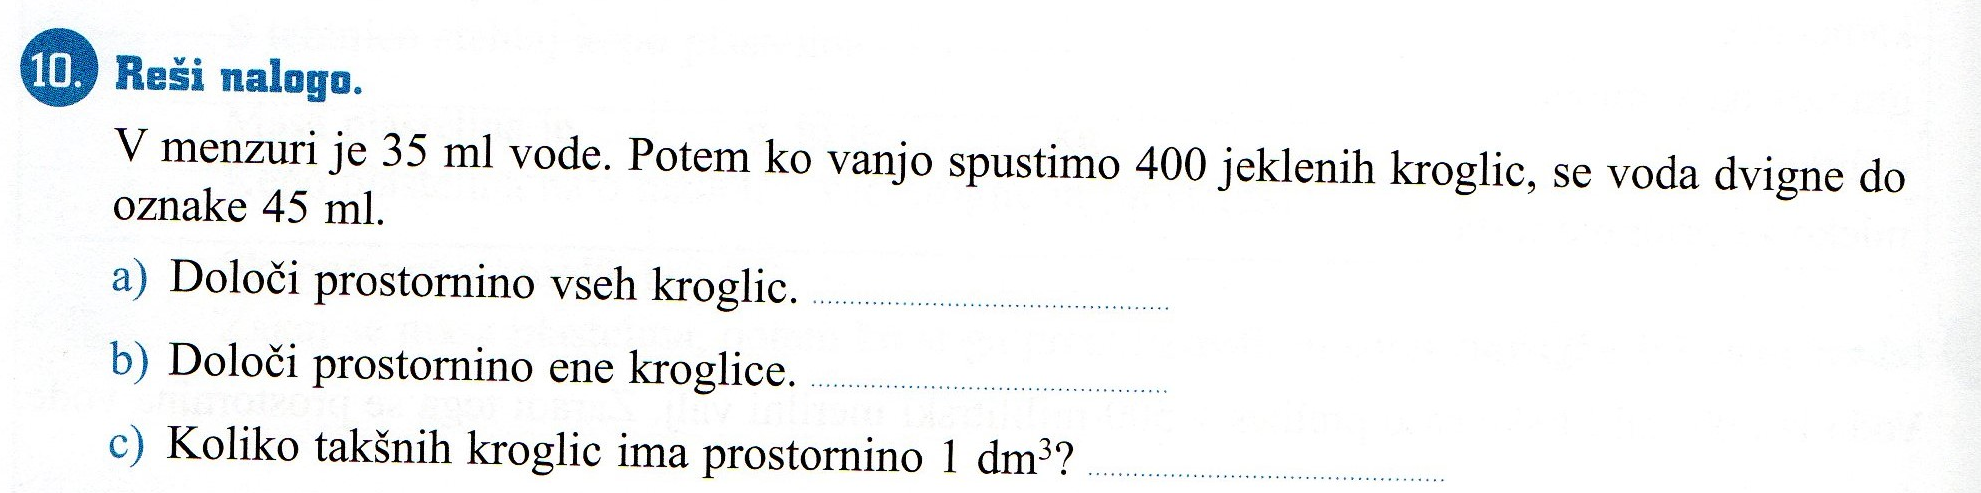 10. Reši nalogo.
V menzuri je 35 ml vode. Potem ko vanjo spustimo 400 jeklenih kroglic, se voda dvigne do
oznake 45 ml.
a) Določi prostornino vseh kroglic. ..........
b) Določi prostornino ene kroglice. ..........
c) Koliko takšnih kroglic ima prostornino 1 dm³? ..........